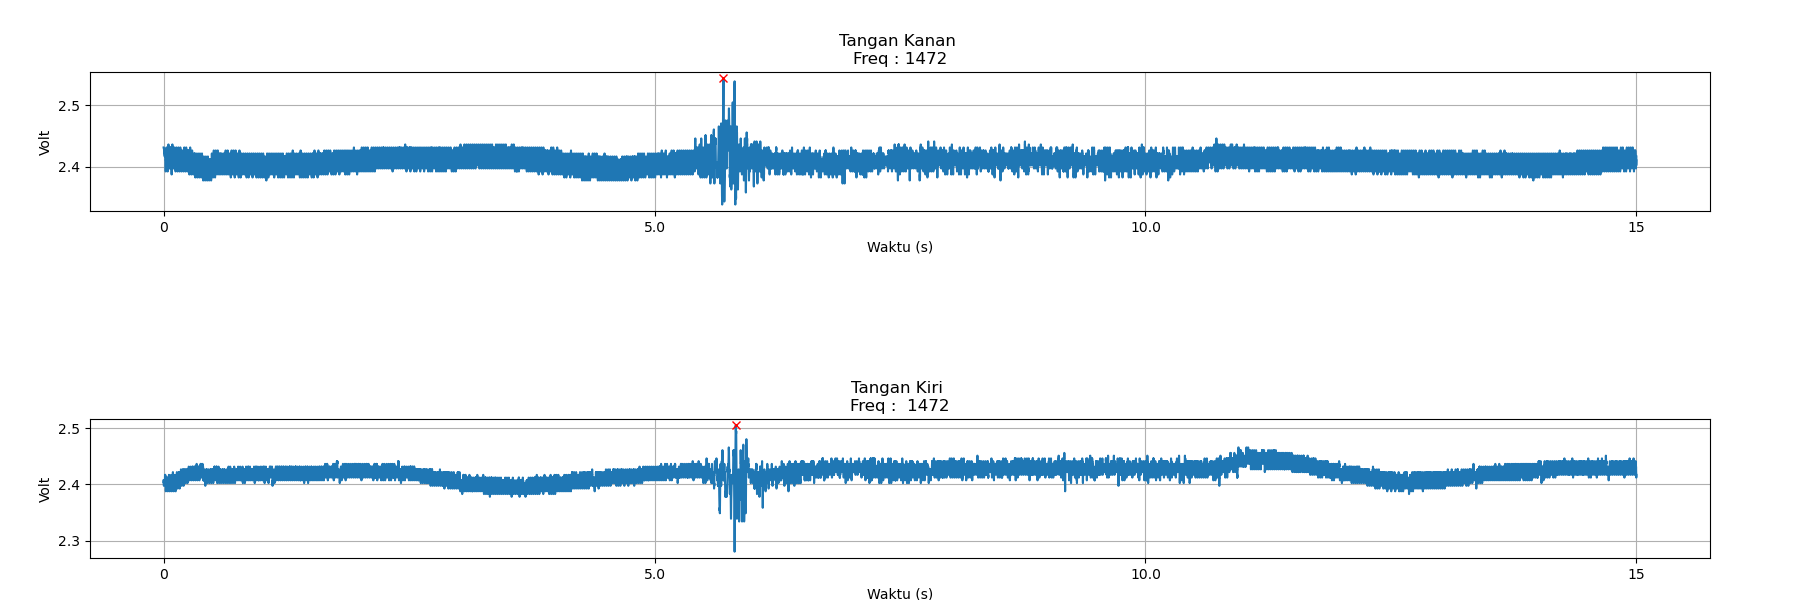 Tangan Kanan
Freq : 1472
Volt
2.5
2.4
0 5.0 10.0 15
Waktu (s)
Tangan Kiri
Freq :  1472
Volt
2.5
2.4
2.3
0 5.0 10.0 15
Waktu (s)